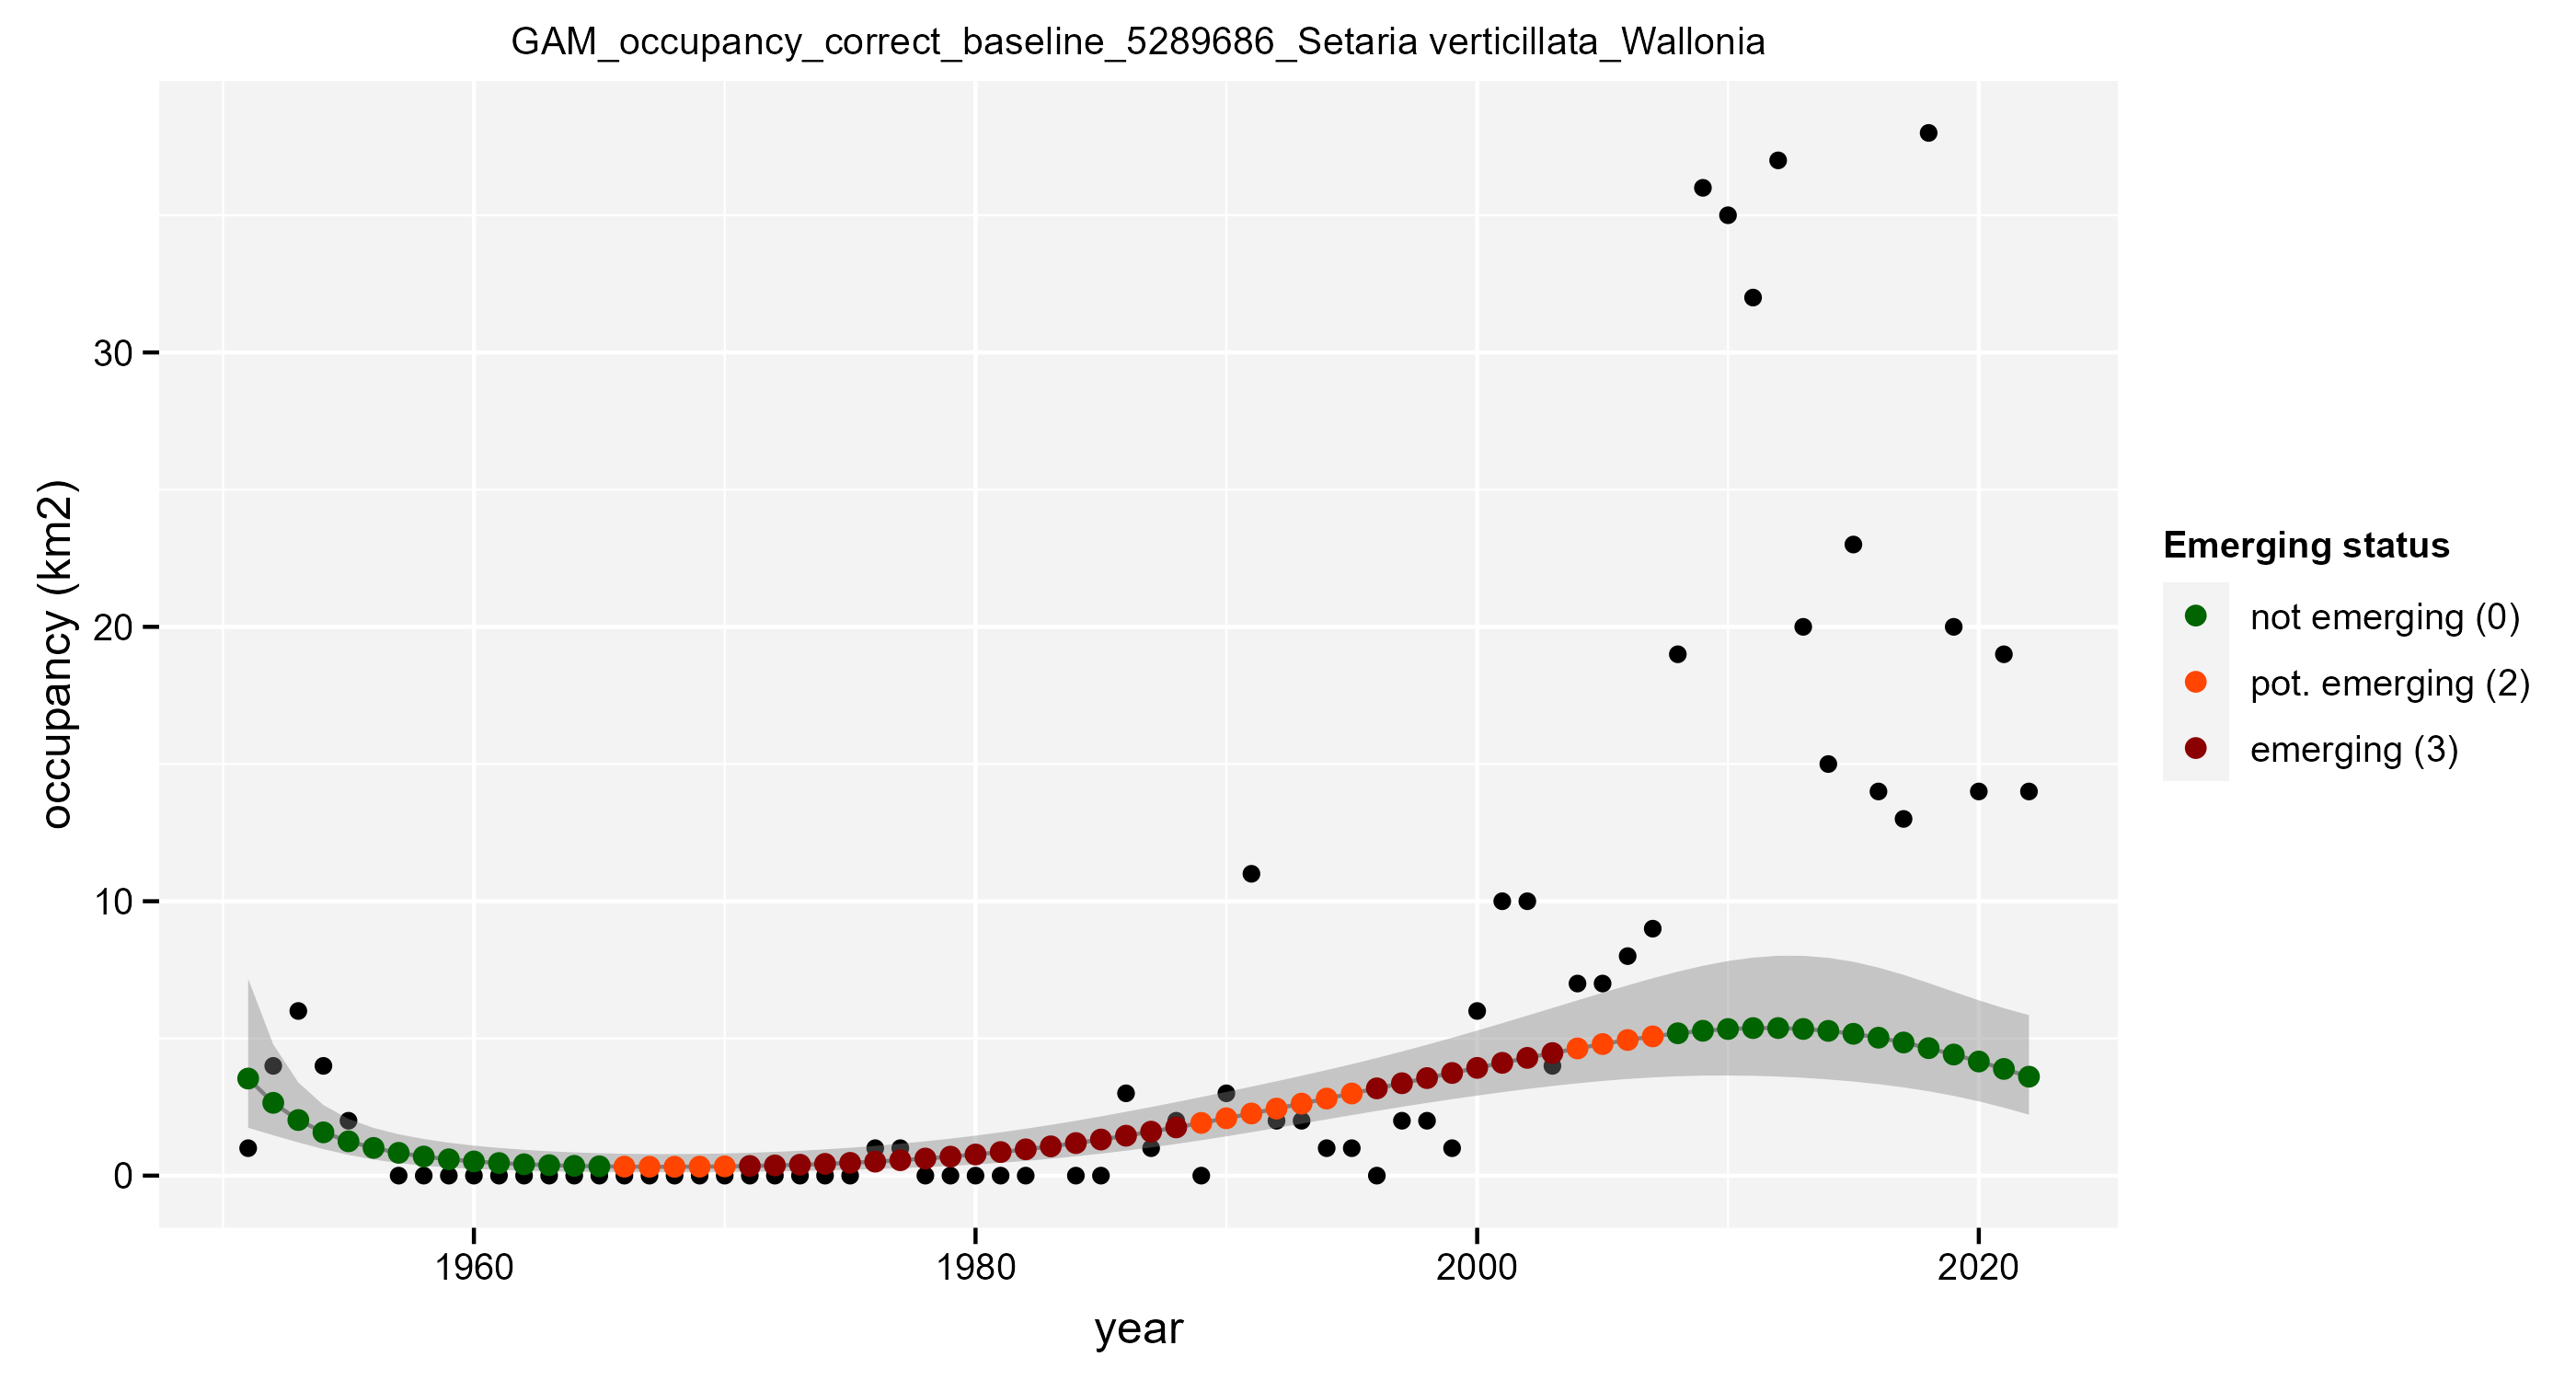 GAM_occupancy_correct_baseline_5289686_Setaria verticillata_Wallonia
occupancy (km2)
30
20
10
0
1960
1980
2000
2020
year
Emerging status
not emerging (0)
pot. emerging (2)
emerging (3)